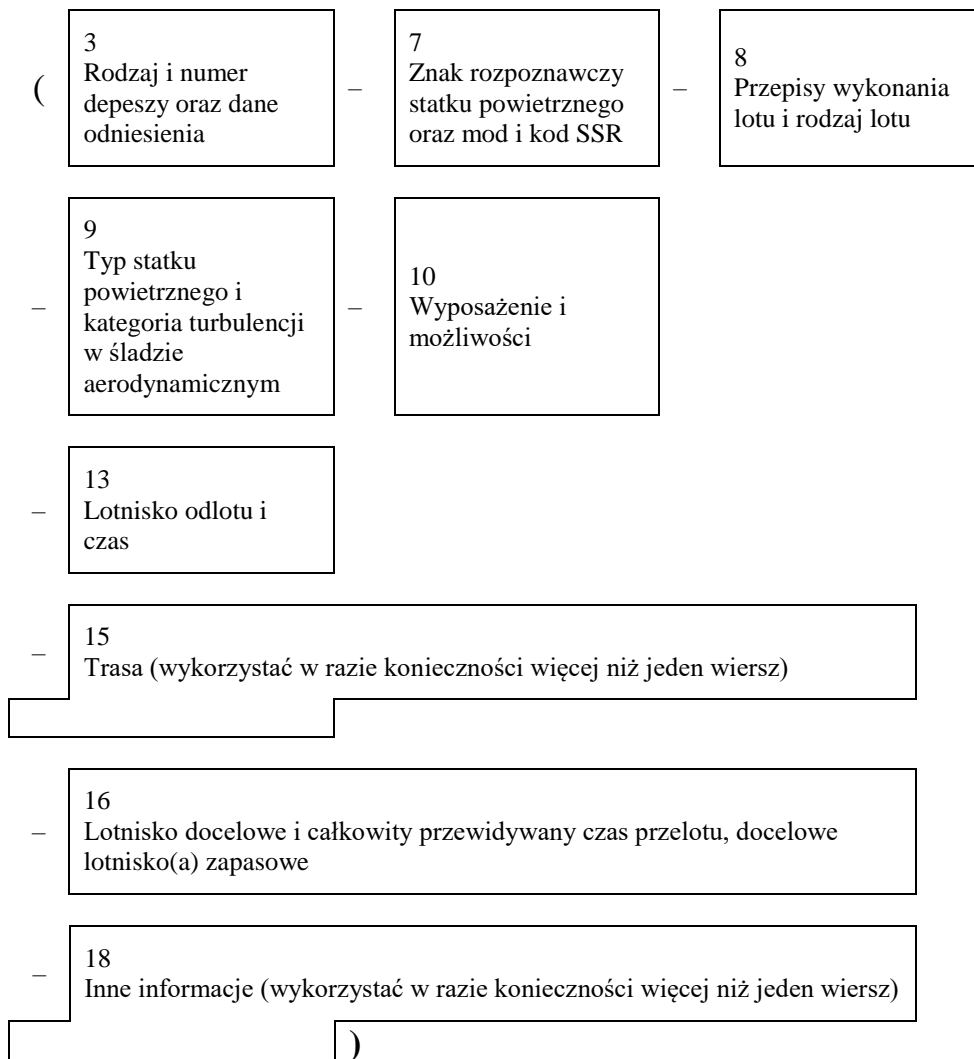 (
3
Rodzaj i numer
depeszy oraz dane
odniesienia
–
7
Znak rozpoznawczy
statku powietrznego
oraz mod i kod SSR
–
8
Przepisy wykonania
lotu i rodzaj lotu
–
9
Typ statku
powietrznego i
kategoria turbulencji
w śladzie
aerodynamicznym
–
10
Wyposażenie i
możliwości
–
13
Lotnisko odlotu i
czas
–
15
Trasa (wykorzystać w razie konieczności więcej niż jeden wiersz)
–
16
Lotnisko docelowe i całkowity przewidywany czas przelotu, docelowe
lotnisko(a) zapasowe
–
18
Inne informacje (wykorzystać w razie konieczności więcej niż jeden wiersz)
)